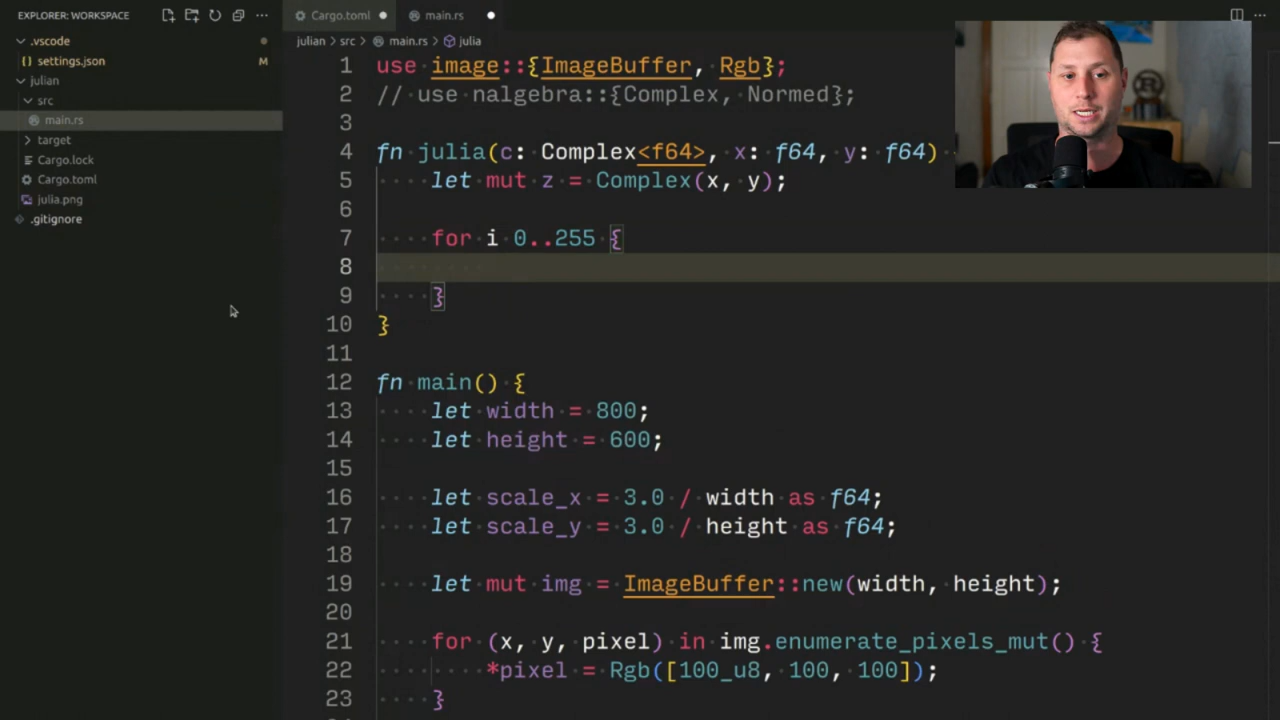 EXPLORER: WORKSPACE
.vscode
{} settings.json M
julian
src
main.rs
target
Cargo.lock
Cargo.toml
julia.png
.gitignore
Cargo.toml
main.rs
julian > src > main.rs > julia
1 use image::{ImageBuffer, Rgb};
2 // use nalgebra::{Complex, Normed};
3
4 fn julia(c: Complex<f64>, x: f64, y: f64)
5 let mut z = Complex(x, y);
6
7 for i 0..255 {
8
9 }
10 }
11
12 fn main() {
13 let width = 800;
14 let height = 600;
15
16 let scale_x = 3.0 / width as f64;
17 let scale_y = 3.0 / height as f64;
18
19 let mut img = ImageBuffer::new(width, height);
20
21 for (x, y, pixel) in img.enumerate_pixels_mut() {
22 *pixel = Rgb([100_u8, 100, 100]);
23 }